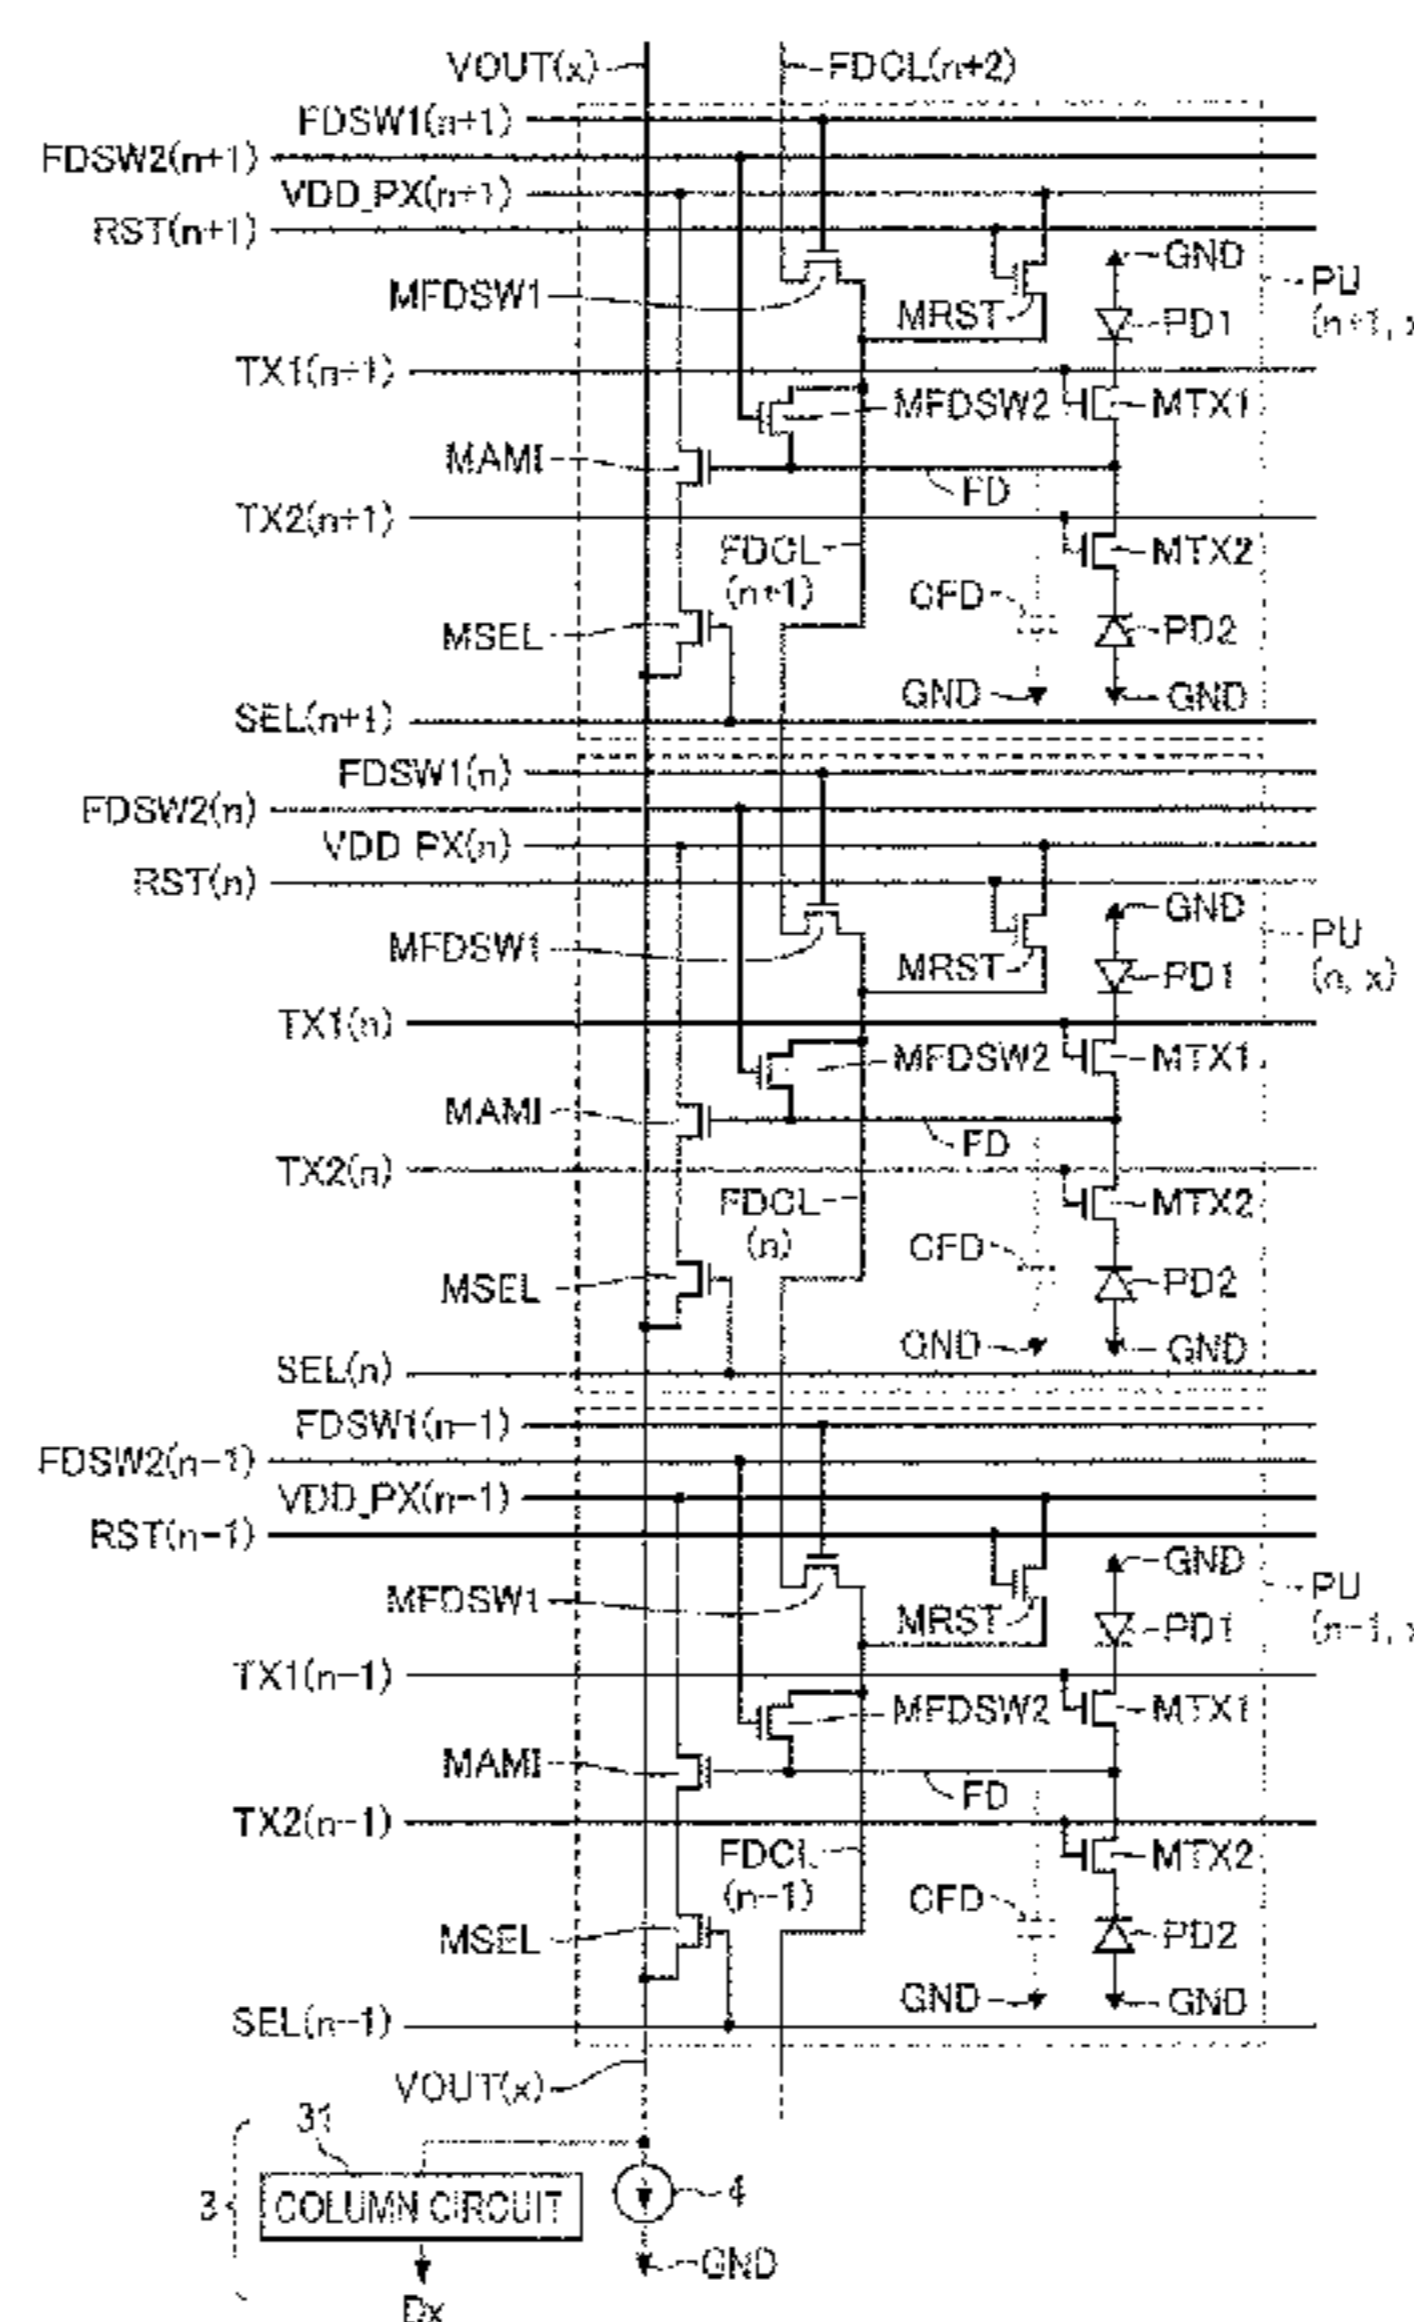 VOUT(x)
FDCL(n+2)
FDSW1(n+1)
FDSW2(n+1)
VDD_PX(n+1)
RST(n+1)
GND
PU
(n+1, x
MFDSW1
MRST
PD1
TX1(n+1)
MFDSW2
MTX1
MAMI
FD
TX2(n+1)
FDCL
(n+1)
MTX2
CFD
MSEL
PD2
GND
GND
SEL(n+1)
FDSW1(n)
FDSW2(n)
VDD_PX(n)
RST(n)
GND
PU
(n, x)
MFDSW1
MRST
PD1
TX1(n)
MFDSW2
MTX1
MAMI
FD
TX2(n)
FDCL
(n)
MTX2
CFD
MSEL
PD2
GND
GND
SEL(n)
FDSW1(n-1)
FDSW2(n-1)
VDD_PX(n-1)
RST(n-1)
GND
PU
(n-1, x
MFDSW1
MRST
PD1
TX1(n-1)
MFDSW2
MTX1
MAMI
FD
TX2(n-1)
FDCL
(n-1)
MTX2
CFD
MSEL
PD2
GND
GND
SEL(n-1)
VOUT(x)
31
3
COLUMN CIRCUIT
4
GND
Dx